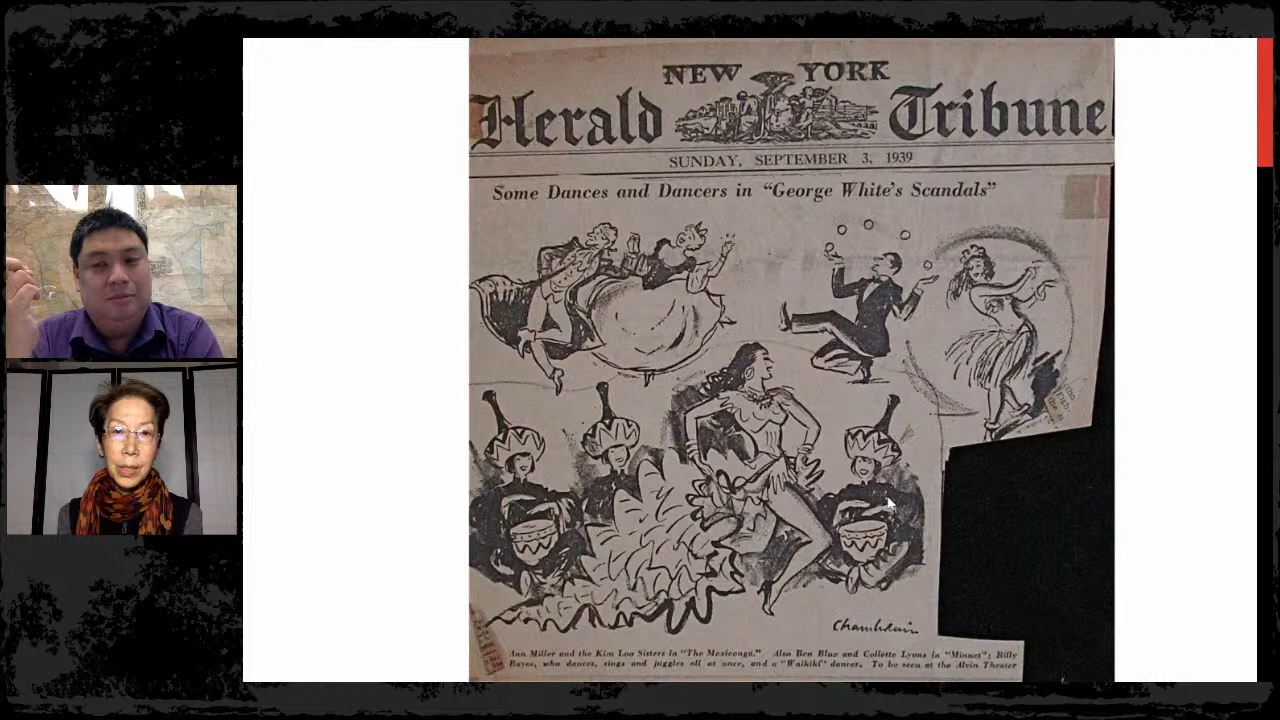 NEW YORK
Herald Tribune
SUNDAY, SEPTEMBER 3, 1939
Some Dances and Dancers in "George White's Scandals"
Chamberlain
Ann Miller and the Kim Loo Sisters in "The Mexiconga." Also Ben Blue and Collette Lyons in "Minuet"; Billy
Rayes, who dances, sings and juggles all at once, and a "Waikiki" dancer. To be seen at the Alvin Theater